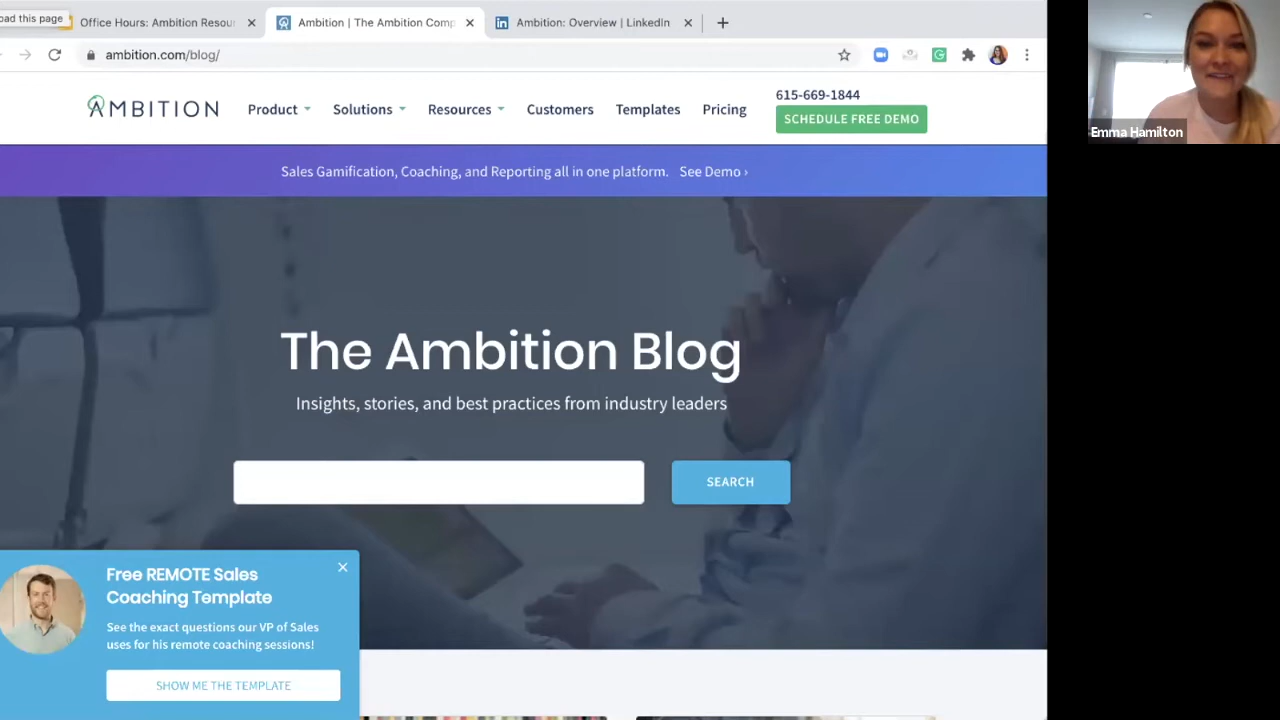 oad this page
Office Hours: Ambition Resou
Ambition | The Ambition Comp
Ambition: Overview | LinkedIn
ambition.com/blog/
AMBITION
Product
Solutions
Resources
Customers
Templates
Pricing
615-669-1844
SCHEDULE FREE DEMO
Emma Hamilton
Sales Gamification, Coaching, and Reporting all in one platform. See Demo ›
The Ambition Blog
Insights, stories, and best practices from industry leaders
SEARCH
Free REMOTE Sales
Coaching Template
See the exact questions our VP of Sales
uses for his remote coaching sessions!
SHOW ME THE TEMPLATE